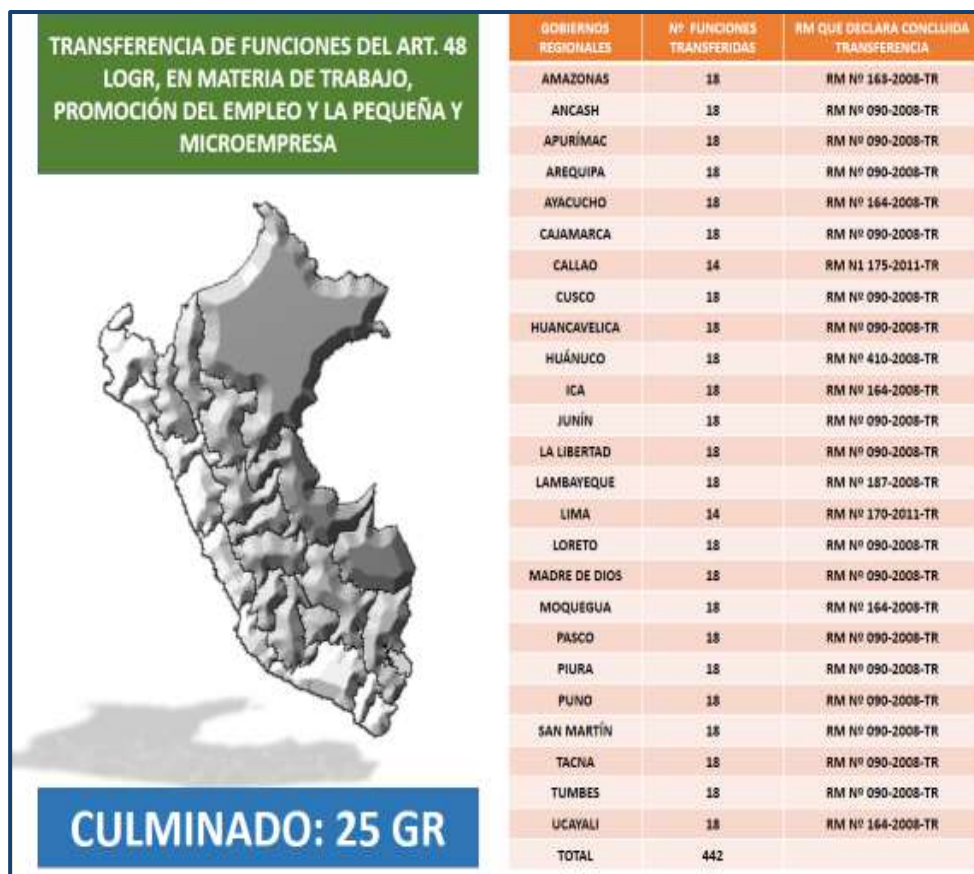 TRANSFERENCIA DE FUNCIONES DEL ART. 48
LOGR, EN MATERIA DE TRABAJO,
PROMOCIÓN DEL EMPLEO Y LA PEQUEÑA Y
MICROEMPRESA
CULMINADO: 25 GR
GOBIERNOS REGIONALES Nº FUNCIONES TRANSFERIDAS RM QUE DECLARA CONCLUIDA TRANSFERENCIA
AMAZONAS 18 RM Nº 163-2008-TR
ANCASH 18 RM Nº 090-2008-TR
APURÍMAC 18 RM Nº 090-2008-TR
AREQUIPA 18 RM Nº 090-2008-TR
AYACUCHO 18 RM Nº 164-2008-TR
CAJAMARCA 18 RM Nº 090-2008-TR
CALLAO 14 RM N1 175-2011-TR
CUSCO 18 RM Nº 090-2008-TR
HUANCAVELICA 18 RM Nº 090-2008-TR
HUÁNUCO 18 RM Nº 410-2008-TR
ICA 18 RM Nº 164-2008-TR
JUNÍN 18 RM Nº 090-2008-TR
LA LIBERTAD 18 RM Nº 090-2008-TR
LAMBAYEQUE 18 RM Nº 187-2008-TR
LIMA 14 RM Nº 170-2011-TR
LORETO 18 RM Nº 090-2008-TR
MADRE DE DIOS 18 RM Nº 090-2008-TR
MOQUEGUA 18 RM Nº 164-2008-TR
PASCO 18 RM Nº 090-2008-TR
PIURA 18 RM Nº 090-2008-TR
PUNO 18 RM Nº 090-2008-TR
SAN MARTÍN 18 RM Nº 090-2008-TR
TACNA 18 RM Nº 090-2008-TR
TUMBES 18 RM Nº 090-2008-TR
UCAYALI 18 RM Nº 164-2008-TR
TOTAL 442